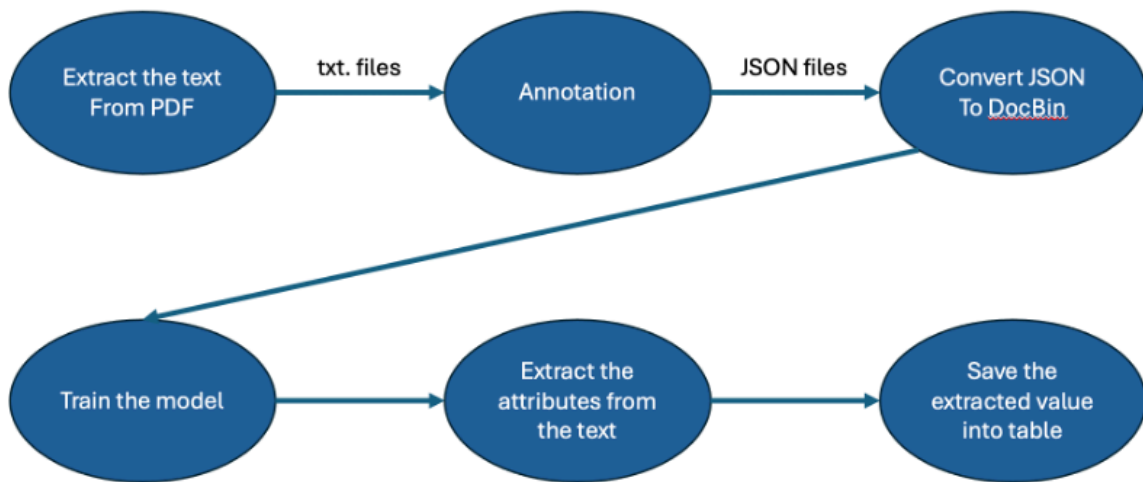 Extract the text
From PDF
txt. files
Annotation
JSON files
Convert JSON
To DocBin
Train the model
Extract the
attributes from
the text
Save the
extracted value
into table